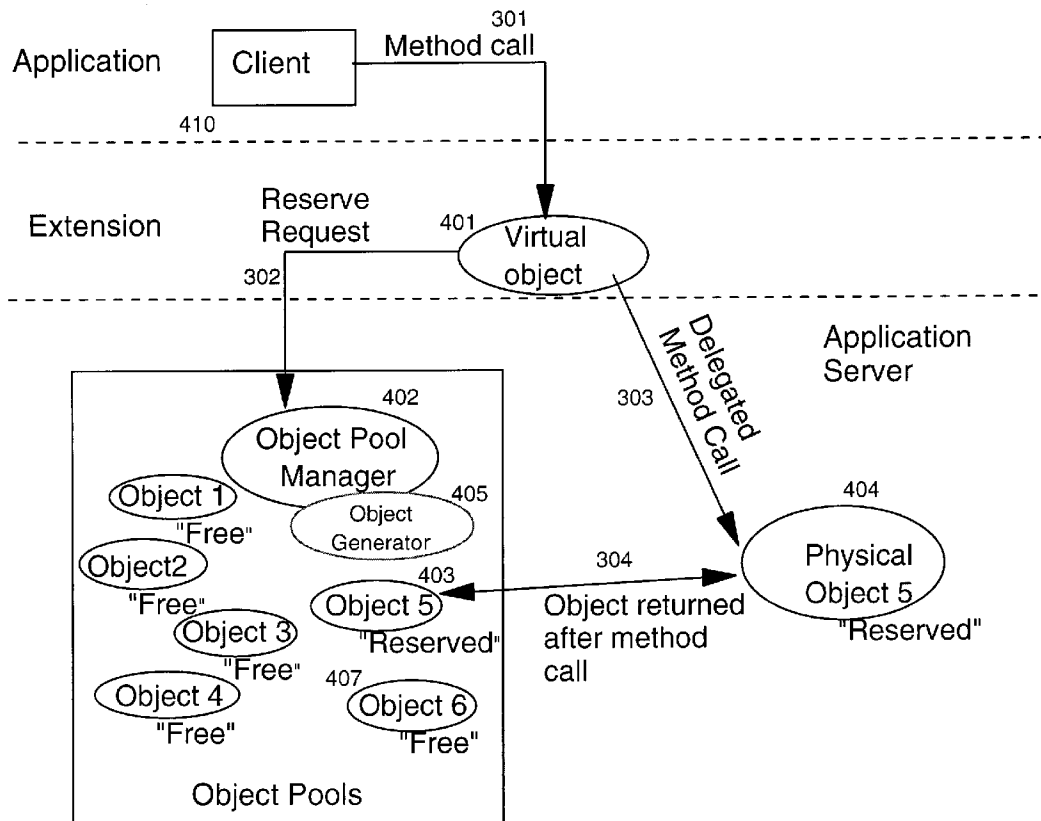 301
Method call
Application
Client
410
Reserve
Request
Extension
401
Virtual
object
302
Application
Server
Delegated
Method Call
303
402
Object Pool
Manager
405
Object
Generator
Object 1
"Free"
404
Object2
"Free"
403
Object 5
"Reserved"
304
Physical
Object 5
"Reserved"
Object returned
after method
call
Object 3
"Free"
407
Object 4
"Free"
Object 6
"Free"
Object Pools